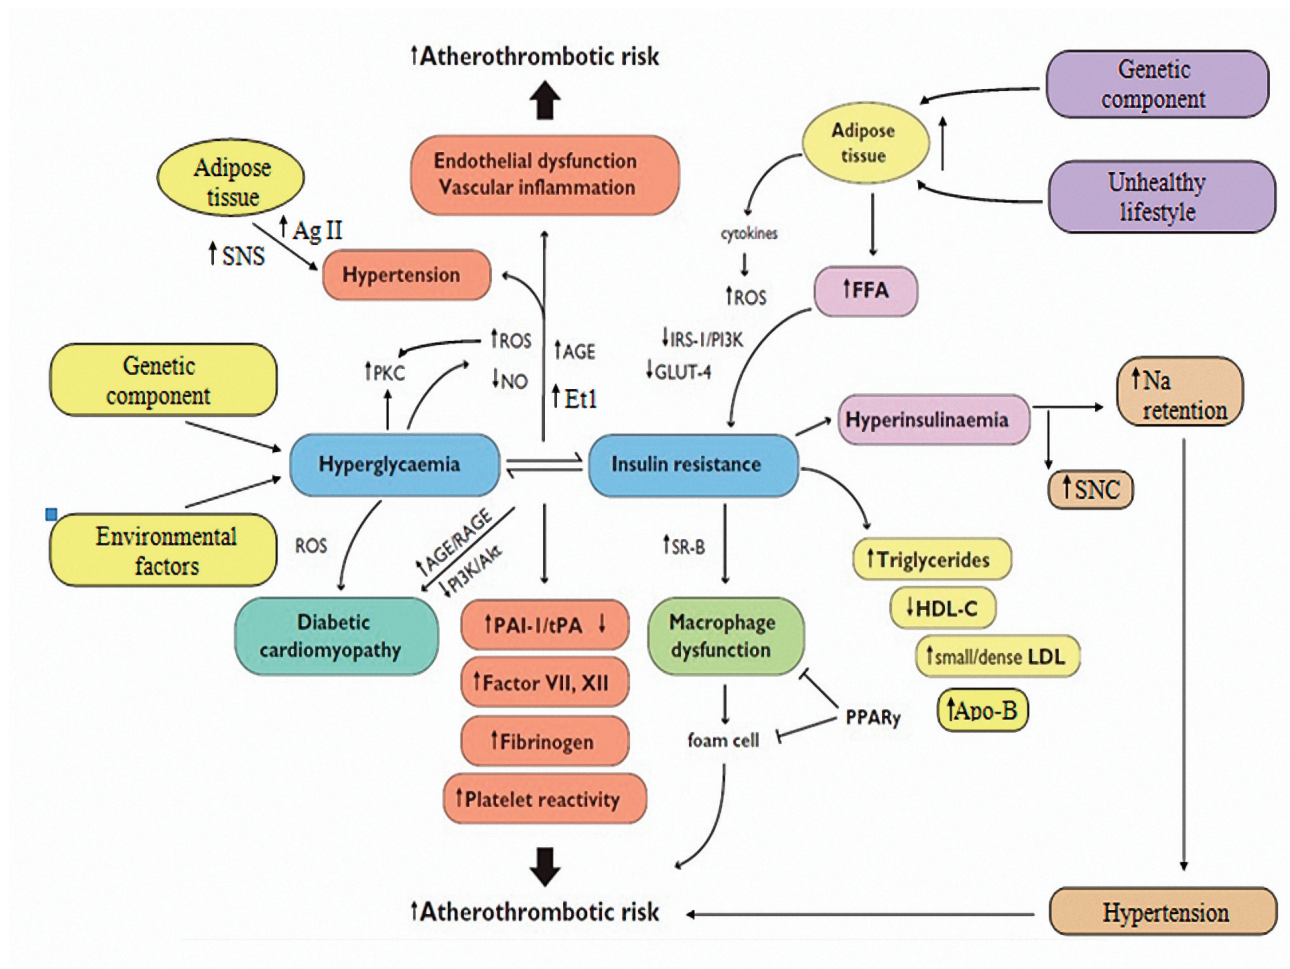 ↑Atherothrombotic risk
Genetic
component
Adipose
tissue
Unhealthy
lifestyle
Endothelial dysfunction
Vascular inflammation
Adipose
tissue
↑ Ag II
↑ SNS
Hypertension
cytokines
↑ROS
↑FFA
↓IRS-1/PI3K
↓GLUT-4
↑ROS
↓NO
↑AGE
↑ Et1
↑PKC
Genetic
component
Hyperglycaemia
Insulin resistance
Hyperinsulinaemia
↑Na
retention
↑SNC
Environmental
factors
ROS
↑AGE/RAGE
↓PI3K/Akt
↑SR-B
↑Triglycerides
↓HDL-C
↑small/dense LDL
↑Apo-B
Diabetic
cardiomyopathy
↑PAI-1/tPA ↓
↑Factor VII, XII
↑Fibrinogen
↑Platelet reactivity
Macrophage
dysfunction
foam cell
PPARγ
↑Atherothrombotic risk
Hypertension